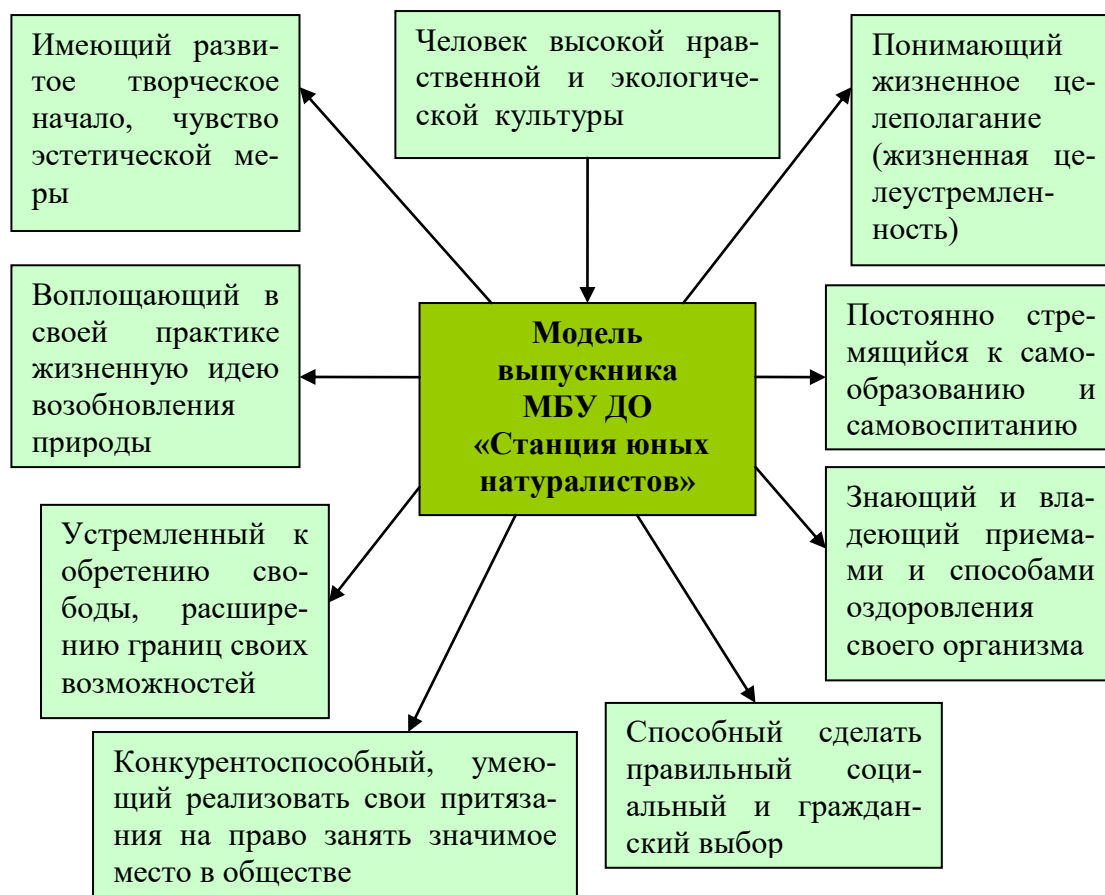 Имеющий разви-
тое творческое
начало, чувство
эстетической ме-
ры
Человек высокой нрав-
ственной и экологиче-
ской культуры
Понимающий
жизненное це-
леполагание
(жизненная це-
леустремлен-
ность)
Воплощающий в
своей практике
жизненную идею
возобновления
природы
Модель
выпускника
МБУ ДО
«Станция юных
натуралистов»
Постоянно стре-
мящийся к само-
образованию и
самовоспитанию
Устремленный к
обретению сво-
боды, расшире-
нию границ своих
возможностей
Знающий и вла-
деющий приема-
ми и способами
оздоровления
своего организма
Конкурентоспособный, умею-
щий реализовать свои притяза-
ния на право занять значимое
место в обществе
Способный сделать
правильный соци-
альный и граждан-
ский выбор